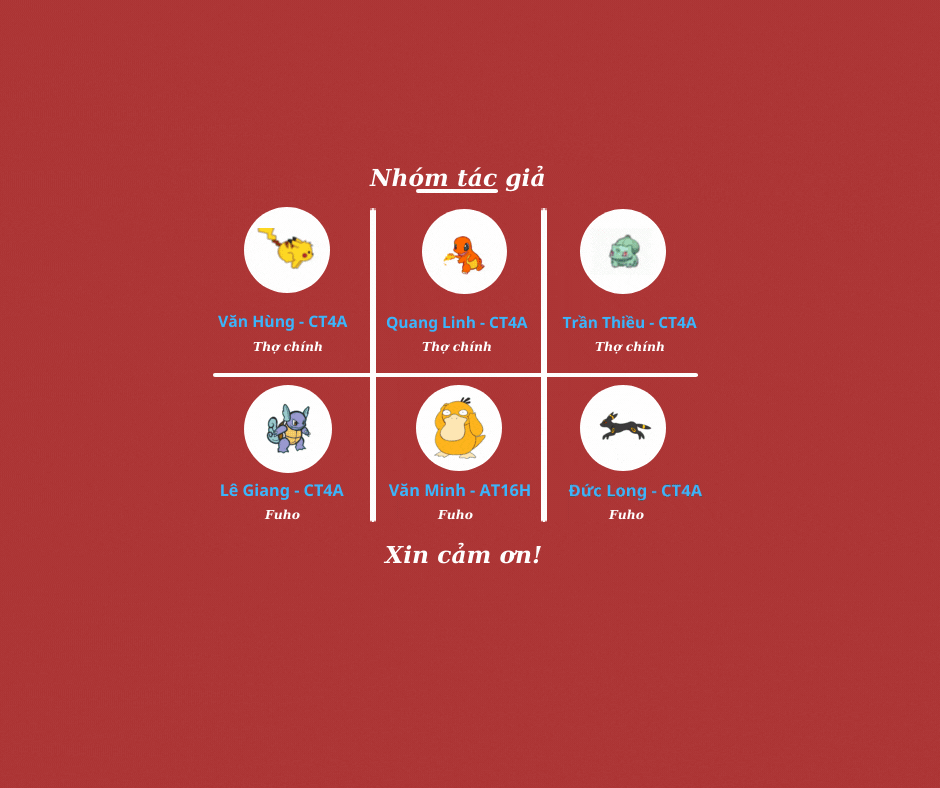 Nhóm tác giả
Văn Hùng - CT4A
Thợ chính
Quang Linh - CT4A
Thợ chính
Trần Thiều - CT4A
Thợ chính
Lê Giang - CT4A
Fuho
Văn Minh - AT16H
Fuho
Đức Long - CT4A
Fuho
Xin cảm ơn!